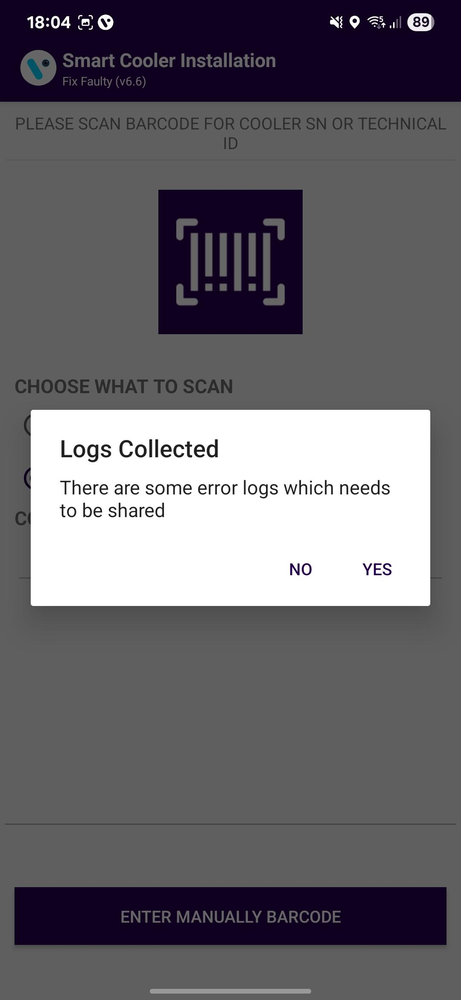 18:04
5
89
Smart Cooler Installation
Fix Faulty (v6.6)
PLEASE SCAN BARCODE FOR COOLER SN OR TECHNICAL
ID
CHOOSE WHAT TO SCAN
Logs Collected
There are some error logs which needs
to be shared
NO
YES
ENTER MANUALLY BARCODE